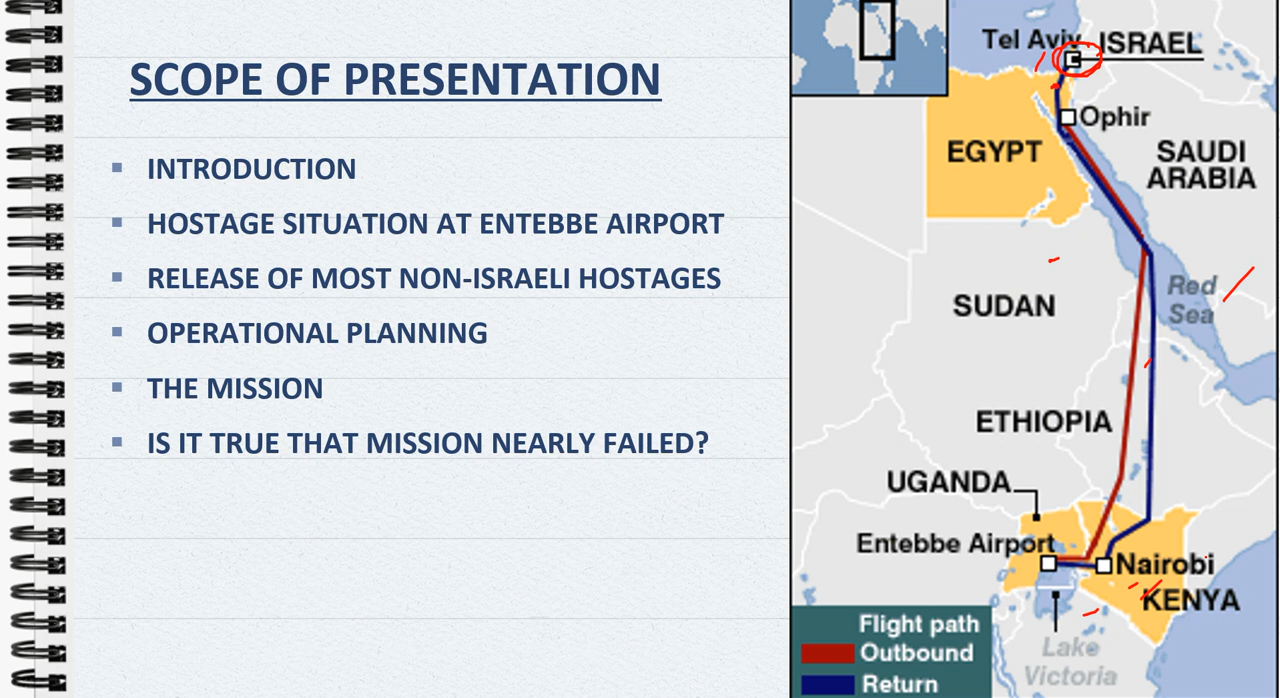 SCOPE OF PRESENTATION
INTRODUCTION
HOSTAGE SITUATION AT ENTEBBE AIRPORT
RELEASE OF MOST NON-ISRAELI HOSTAGES
OPERATIONAL PLANNING
THE MISSION
IS IT TRUE THAT MISSION NEARLY FAILED?
Tel Aviv
ISRAEL
Ophir
EGYPT
SAUDI
ARABIA
Red
Sea
SUDAN
ETHIOPIA
UGANDA
Entebbe Airport
Nairobi
KENYA
Lake
Victoria
Flight path
Outbound
Return